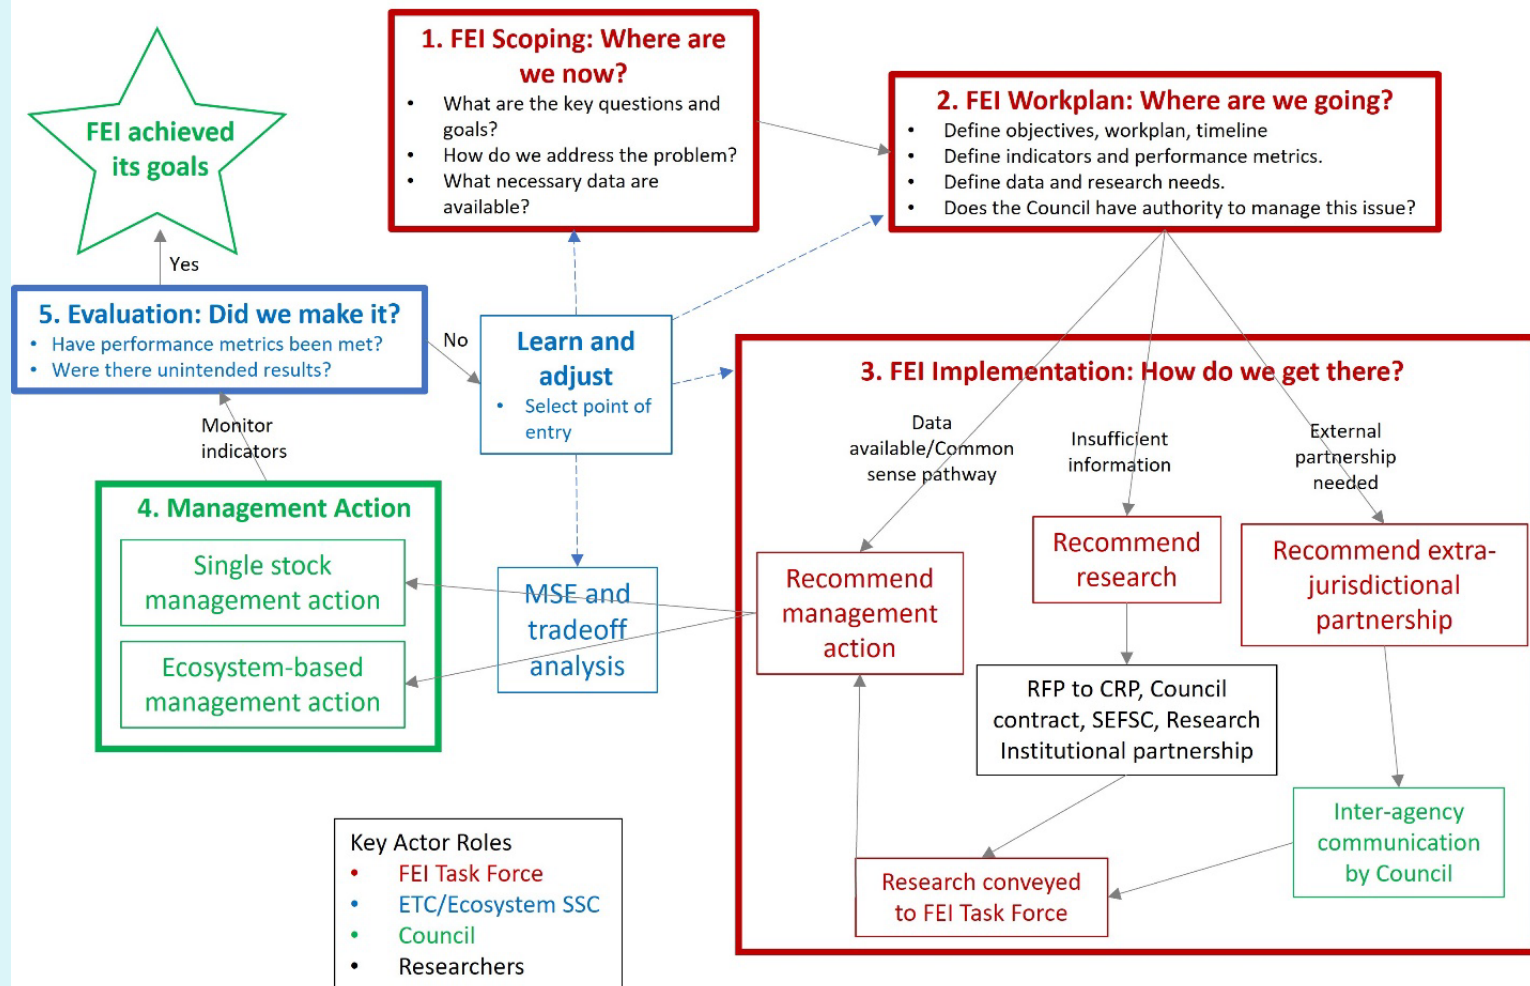 FEI achieved
its goals
Yes
1. FEI Scoping: Where are
we now?
• What are the key questions and
goals?
• How do we address the problem?
• What necessary data are
available?
2. FEI Workplan: Where are we going?
• Define objectives, workplan, timeline
• Define indicators and performance metrics.
• Define data and research needs.
• Does the Council have authority to manage this issue?
5. Evaluation: Did we make it?
• Have performance metrics been met?
• Were there unintended results?
No
Learn and
adjust
• Select point of
entry
Monitor
indicators
3. FEI Implementation: How do we get there?
Data
available/Common
sense pathway
Insufficient
information
External
partnership
needed
4. Management Action
Single stock
management action
Ecosystem-based
management action
MSE and
tradeoff
analysis
Recommend
management
action
Recommend
research
Recommend extra-
jurisdictional
partnership
RFP to CRP, Council
contract, SEFSC, Research
Institutional partnership
Inter-agency
communication
by Council
Research conveyed
to FEI Task Force
Key Actor Roles
• FEI Task Force
• ETC/Ecosystem SSC
• Council
• Researchers